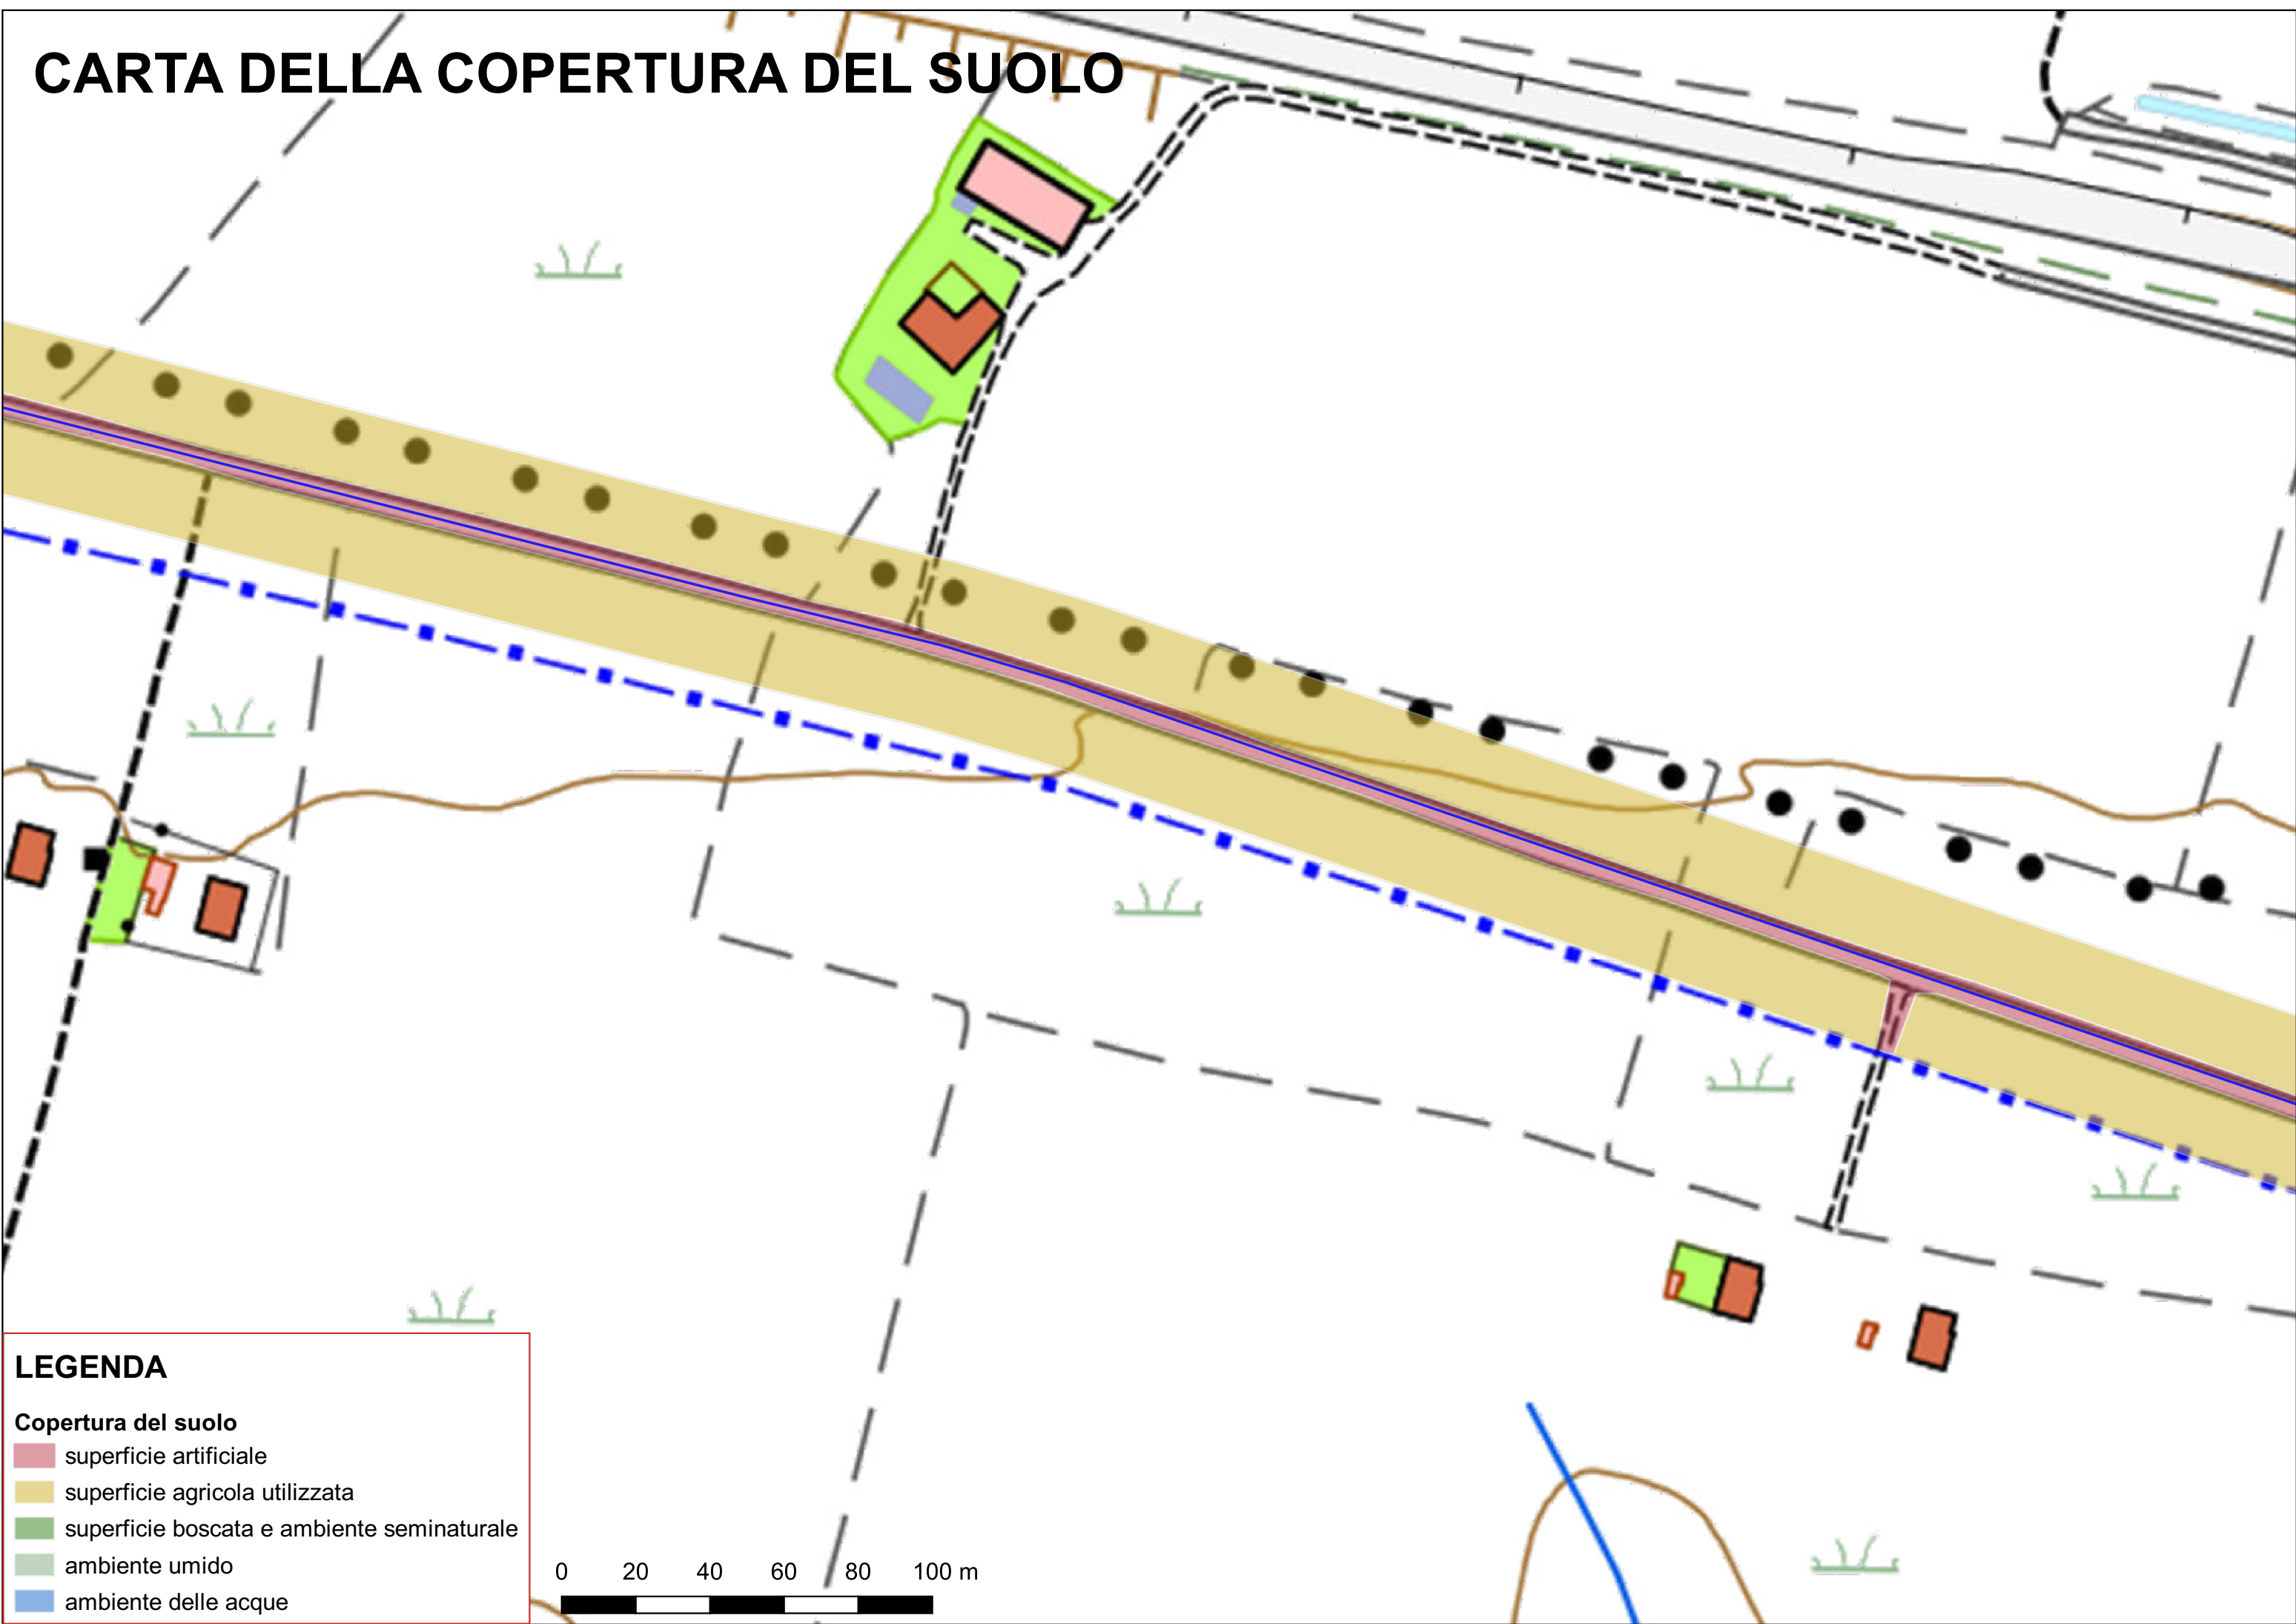 CARTA DELLA COPERTURA DEL SUOLO
LEGENDA
Copertura del suolo
superficie artificiale
superficie agricola utilizzata
superficie boscata e ambiente seminaturale
ambiente umido
ambiente delle acque
0 20 40 60 80 100 m